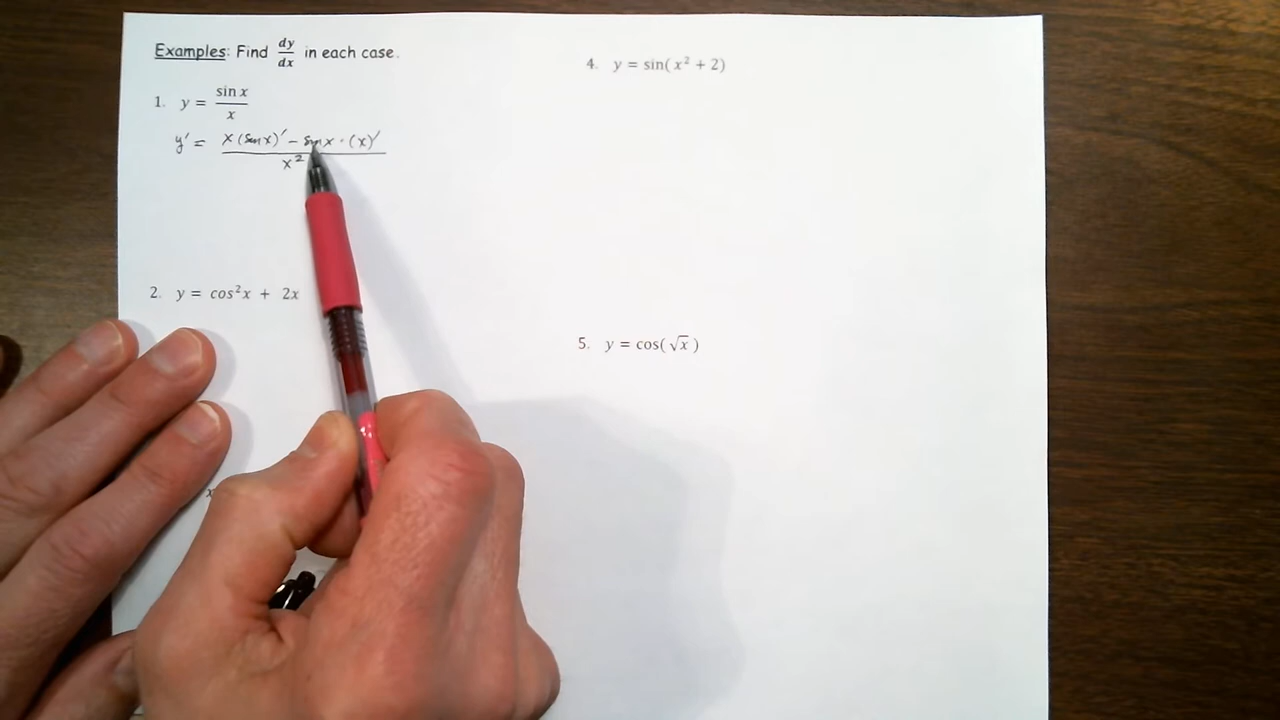 Examples: Find dy/dx in each case.
1. y = sin x / x
y' = x(sin x)' − sin x · (x)' / x²
2. y = cos²x + 2x
4. y = sin( x² + 2)
5. y = cos( √x )